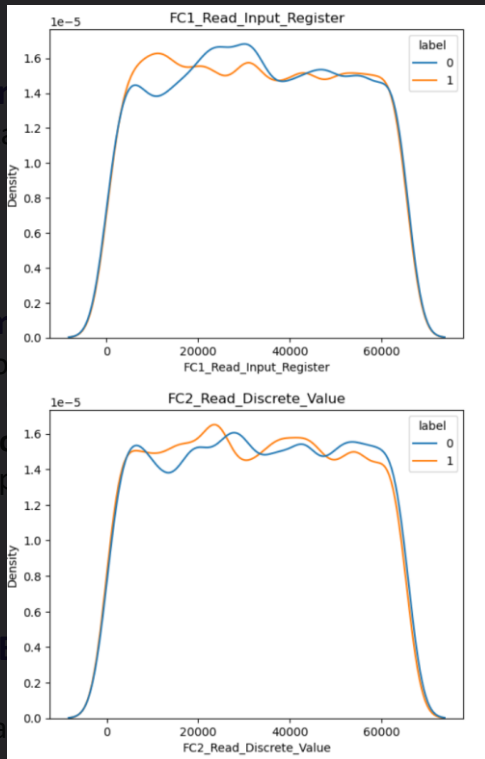 FC1_Read_Input_Register
1e−5
label
0
1
1.6
1.4
1.2
1.0
0.8
0.6
0.4
0.2
0.0
Density
0 20000 40000 60000
FC1_Read_Input_Register
FC2_Read_Discrete_Value
1e−5
label
0
1
1.6
1.4
1.2
1.0
0.8
0.6
0.4
0.2
0.0
Density
0 20000 40000 60000
FC2_Read_Discrete_Value